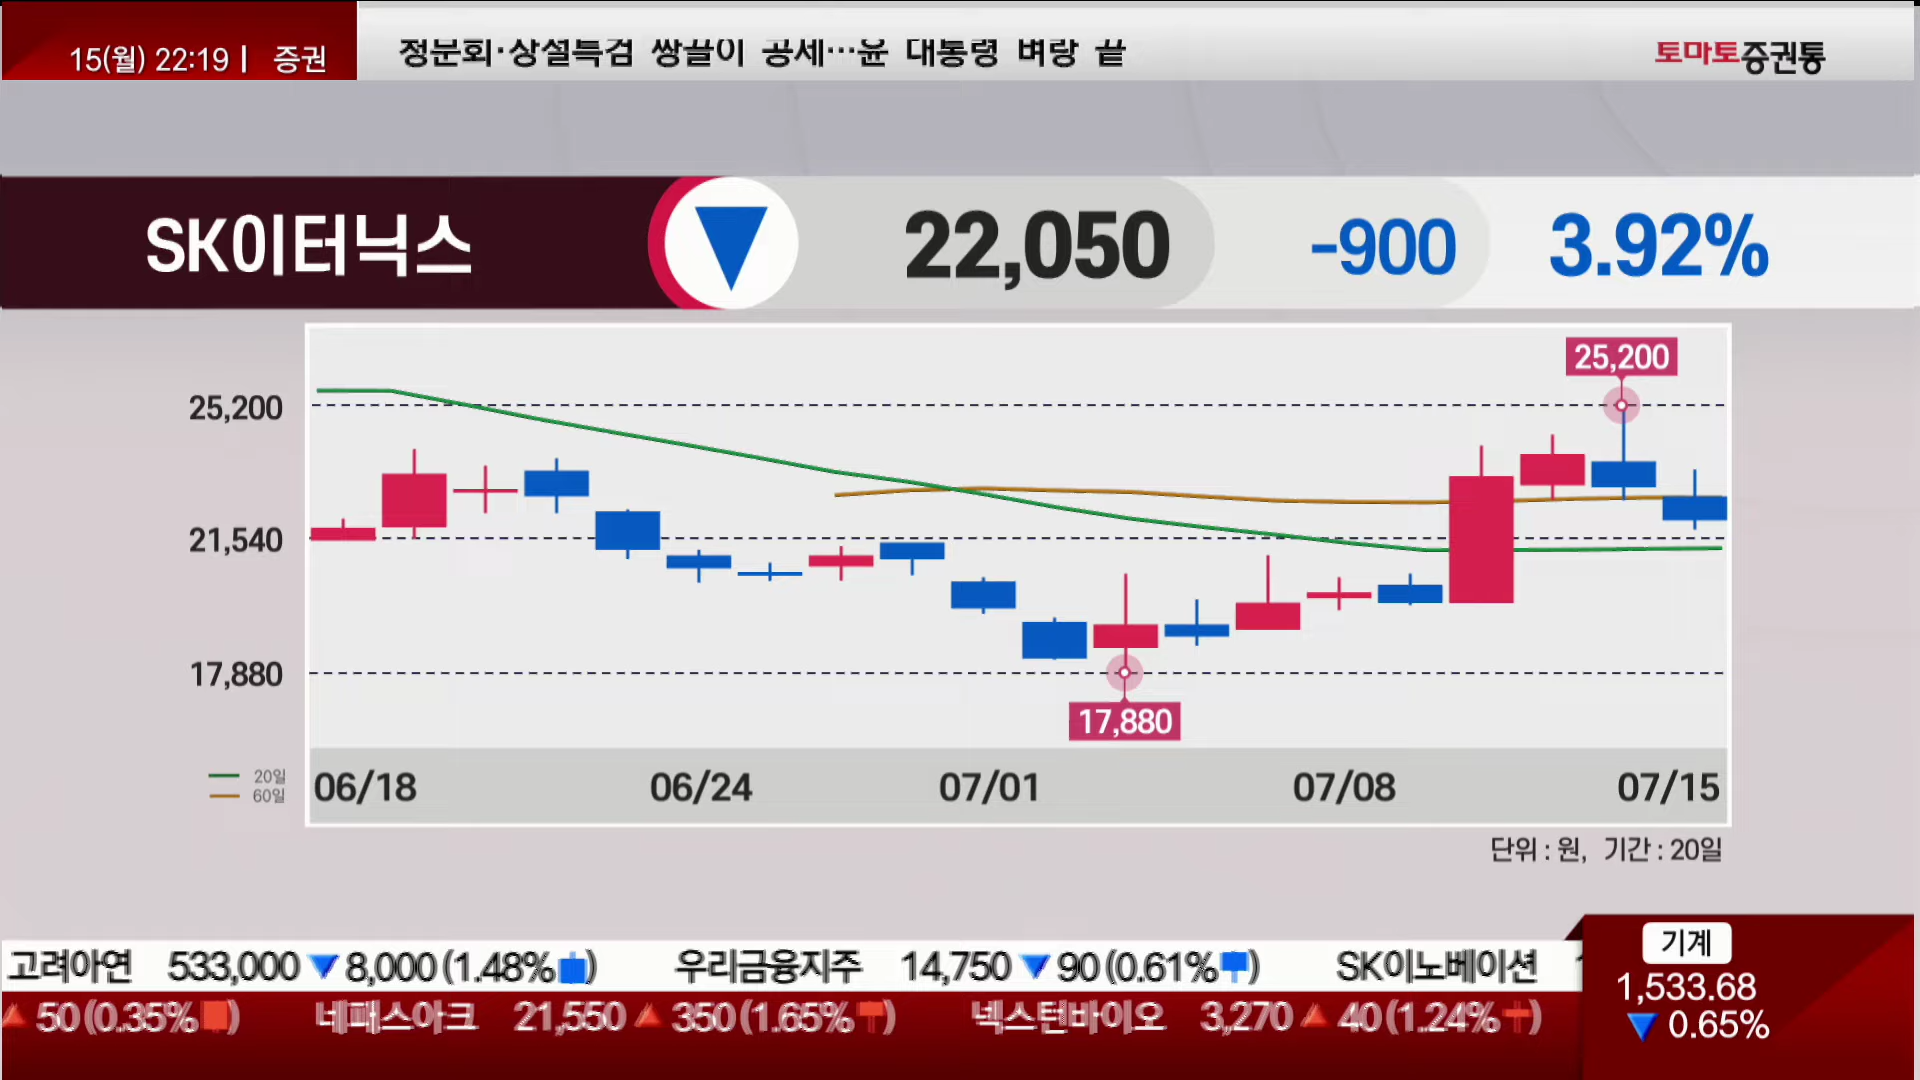 15(월) 22:19 | 증권
청문회·상설특검 쌍끌이 공세…윤 대통령 벼랑 끝
토마토증권통
SK이터닉스 ▼ 22,050 -900 3.92%
25,200
25,200
21,540
17,880
17,880
20일
60일
06/18 06/24 07/01 07/08 07/15
단위 : 원, 기간 : 20일
고려아연 533,000 ▼ 8,000 (1.48%) 우리금융지주 14,750 ▼ 90 (0.61%) SK이노베이션
▲ 50 (0.35%) 네패스아크 21,550 ▲ 350 (1.65%) 넥스턴바이오 3,270 ▲ 40 (1.24%)
기계
1,533.68
▼ 0.65%